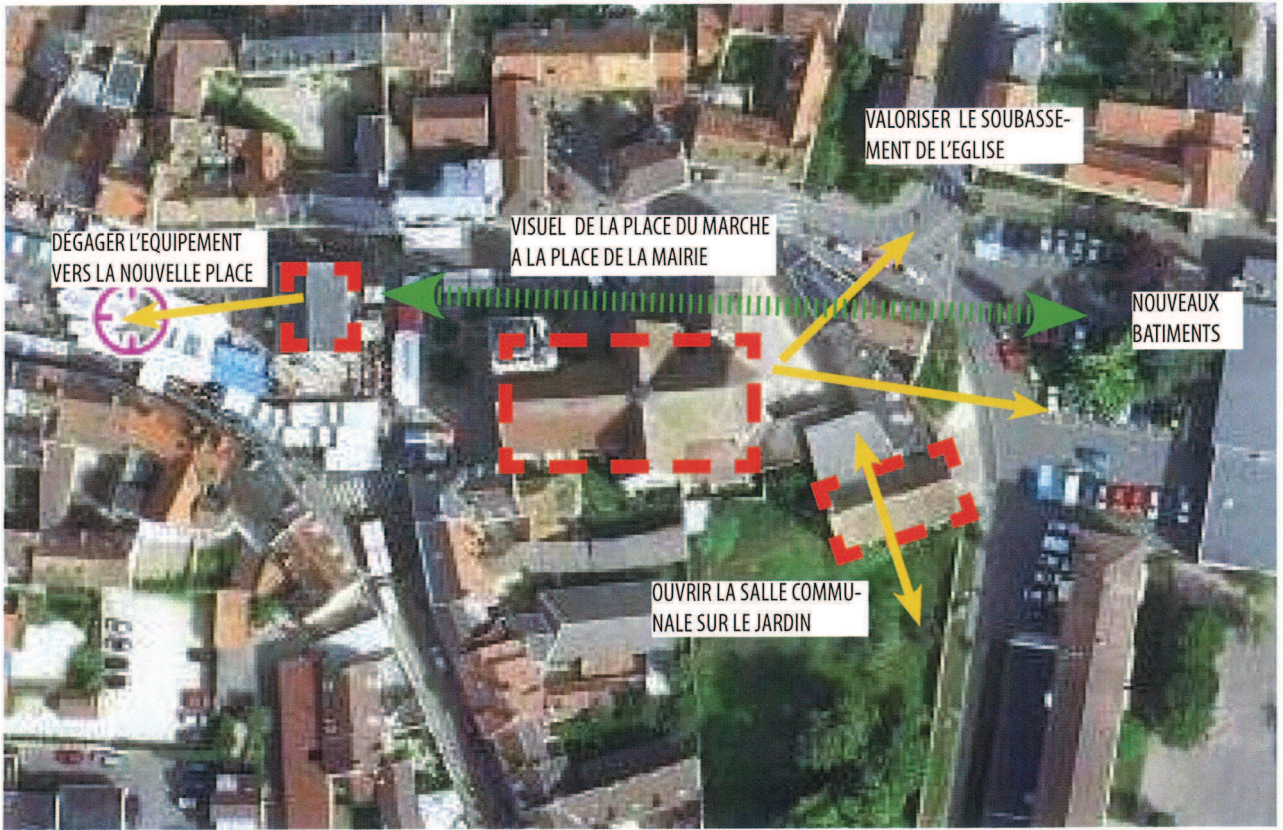 VALORISER LE SOUBASSE-
MENT DE L'EGLISE
VISUEL DE LA PLACE DU MARCHE
A LA PLACE DE LA MAIRIE
DÉGAGER L'EQUIPEMENT
VERS LA NOUVELLE PLACE
NOUVEAUX
BATIMENTS
OUVRIR LA SALLE COMMU-
NALE SUR LE JARDIN